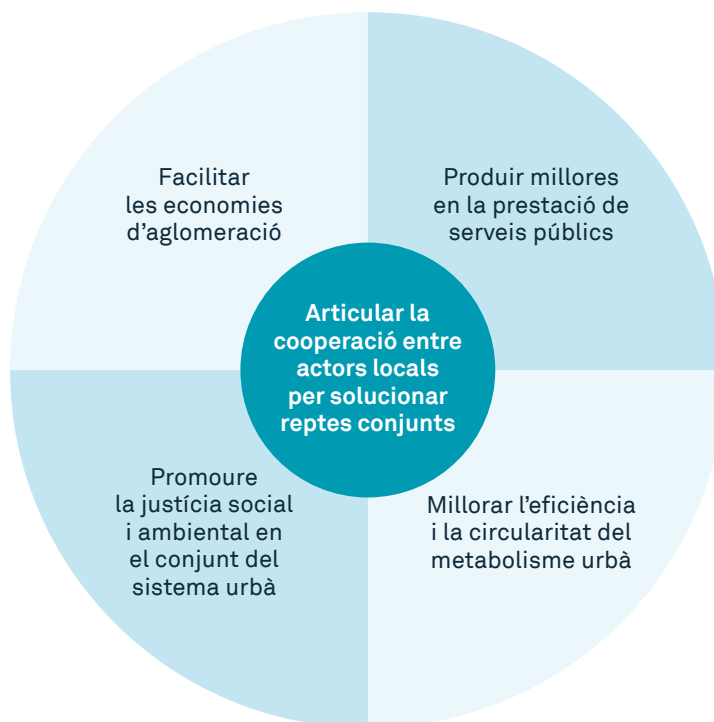 Facilitar
les economies
d’aglomeració
Produir millores
en la prestació de
serveis públics
Articular la
cooperació entre
actors locals
per solucionar
reptes conjunts
Promoure
la justícia social
i ambiental en
el conjunt del
sistema urbà
Millorar l’eficiència
i la circularitat del
metabolisme urbà